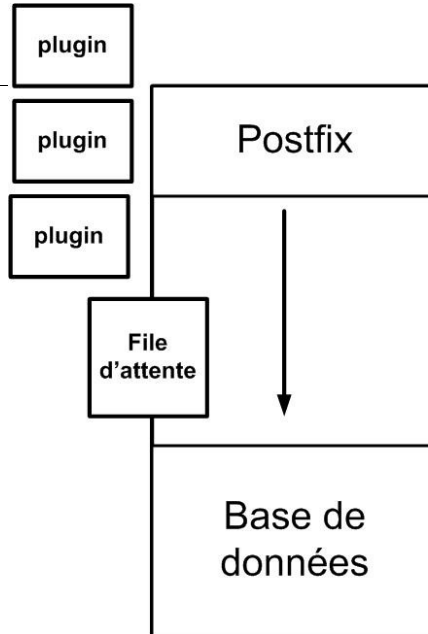 plugin
plugin
Postfix
plugin
File
d'attente
Base de
données